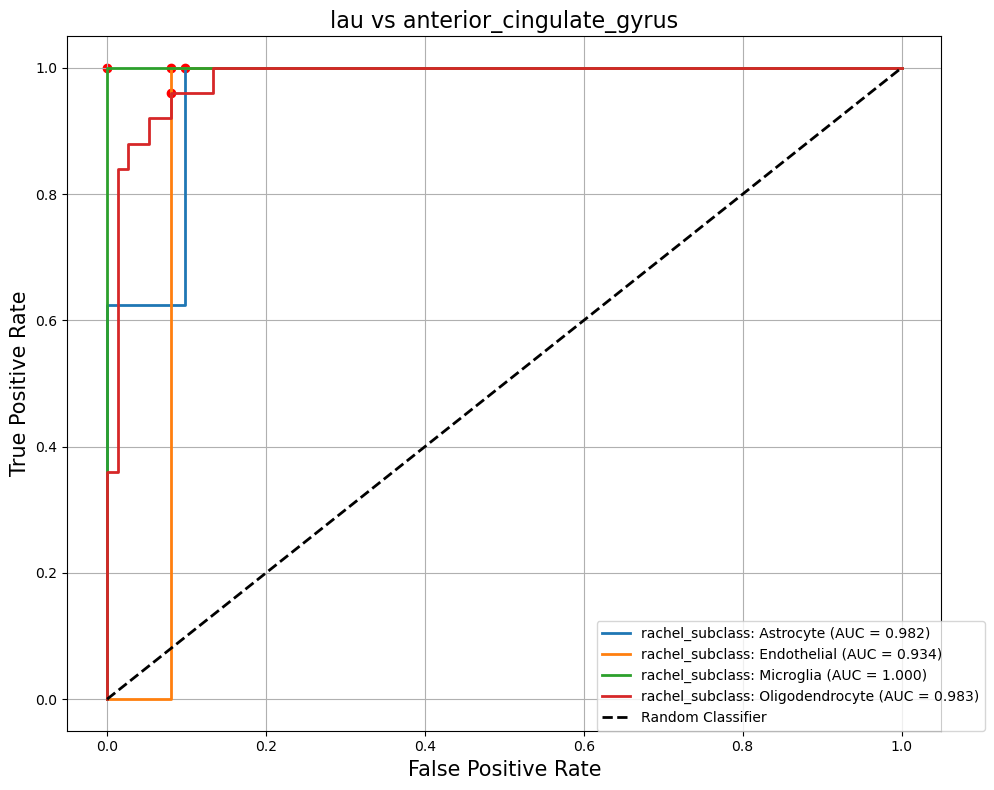 lau vs anterior_cingulate_gyrus
True Positive Rate
1.0
0.8
0.6
0.4
0.2
0.0
0.0 0.2 0.4 0.6 0.8 1.0
False Positive Rate
rachel_subclass: Astrocyte (AUC = 0.982)
rachel_subclass: Endothelial (AUC = 0.934)
rachel_subclass: Microglia (AUC = 1.000)
rachel_subclass: Oligodendrocyte (AUC = 0.983)
Random Classifier